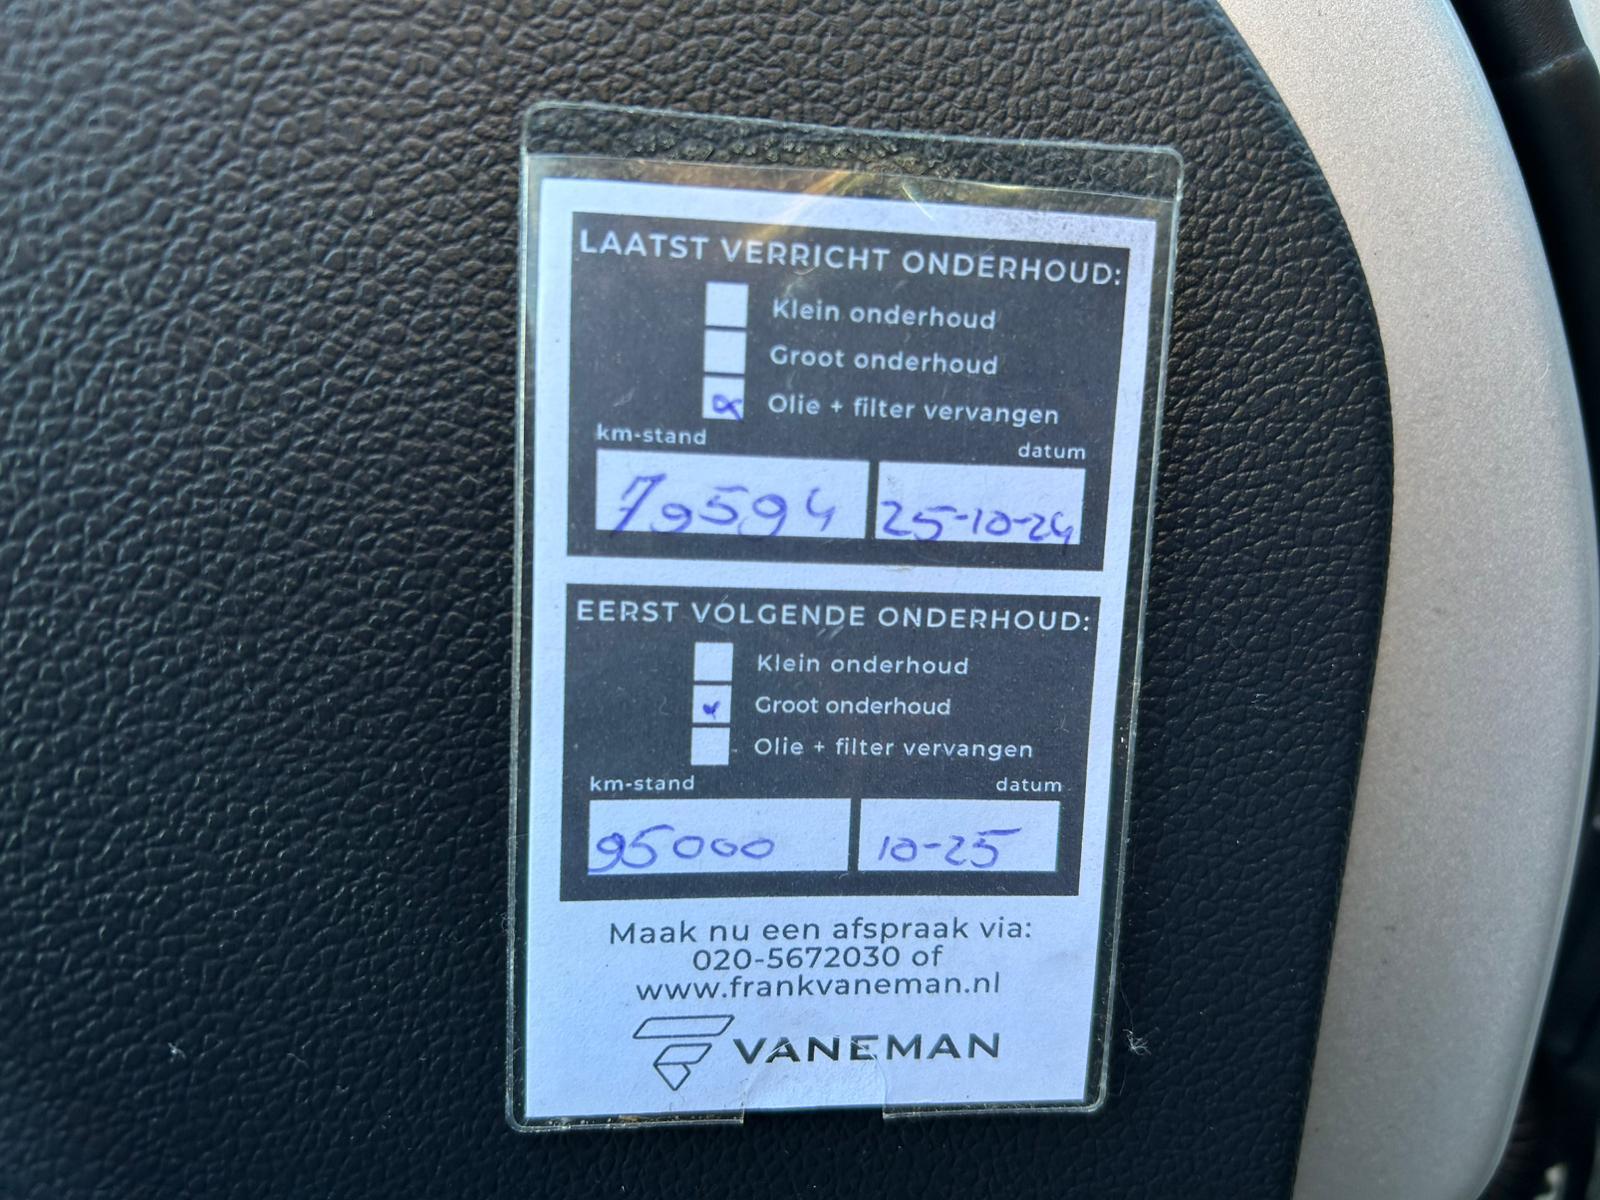 LAATST VERRICHT ONDERHOUD:
Klein onderhoud
Groot onderhoud
Olie + filter vervangen
km-stand datum
79594 25-10-24
EERST VOLGENDE ONDERHOUD:
Klein onderhoud
Groot onderhoud
Olie + filter vervangen
km-stand datum
95000 10-25
Maak nu een afspraak via:
020-5672030 of
www.frankvaneman.nl
VANEMAN